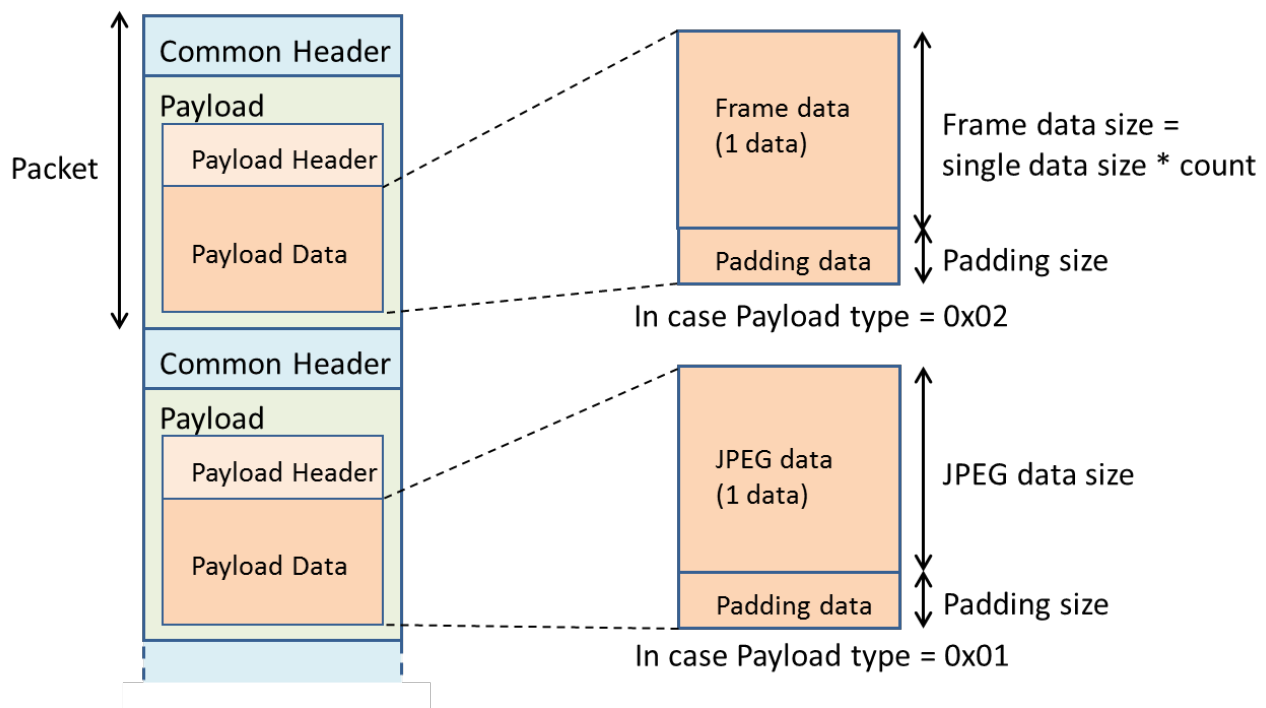 Common Header
Payload
Payload Header
Packet
Payload Data
Frame data
(1 data)
Frame data size =
single data size * count
Padding data
Padding size
In case Payload type = 0x02
Common Header
Payload
Payload Header
Payload Data
JPEG data
(1 data)
JPEG data size
Padding data
Padding size
In case Payload type = 0x01